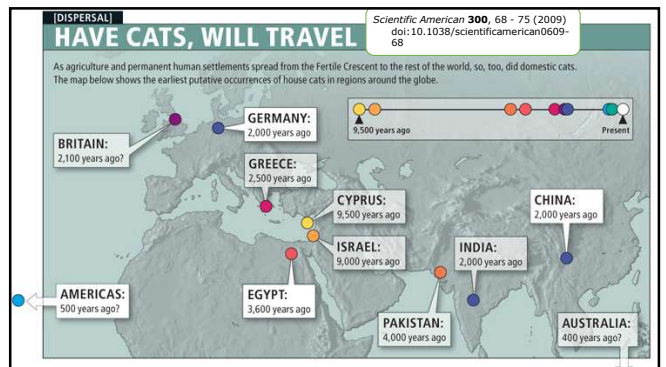 [DISPERSAL]
HAVE CATS, WILL TRAVEL
Scientific American 300, 68 - 75 (2009)
doi:10.1038/scientificamerican0609-
68
As agriculture and permanent human settlements spread from the Fertile Crescent to the rest of the world, so, too, did domestic cats.
The map below shows the earliest putative occurrences of house cats in regions around the globe.
9,500 years ago
Present
BRITAIN:
2,100 years ago?
GERMANY:
2,000 years ago
GREECE:
2,500 years ago
CYPRUS:
9,500 years ago
ISRAEL:
9,000 years ago
CHINA:
2,000 years ago
INDIA:
2,000 years ago
AMERICAS:
500 years ago?
EGYPT:
3,600 years ago
PAKISTAN:
4,000 years ago
AUSTRALIA:
400 years ago?